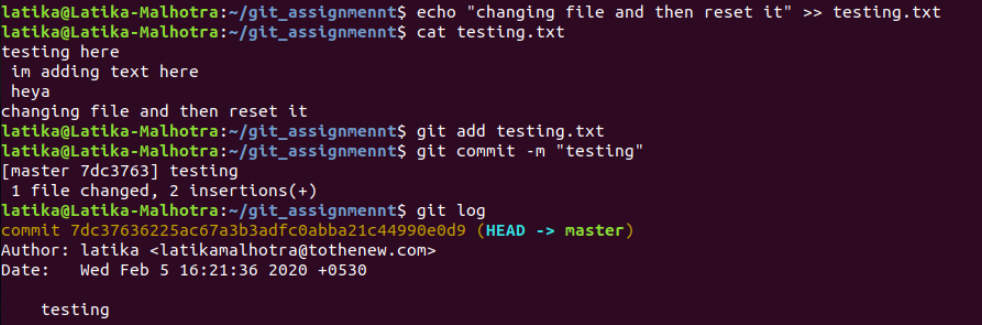 latika@Latika-Malhotra:~/git_assignmennt$ echo "changing file and then reset it" >> testing.txt
latika@Latika-Malhotra:~/git_assignmennt$ cat testing.txt
testing here
 im adding text here
 heya
changing file and then reset it
latika@Latika-Malhotra:~/git_assignmennt$ git add testing.txt
latika@Latika-Malhotra:~/git_assignmennt$ git commit -m "testing"
[master 7dc3763] testing
 1 file changed, 2 insertions(+)
latika@Latika-Malhotra:~/git_assignmennt$ git log
commit 7dc37636225ac67a3b3adfc0abba21c44990e0d9 (HEAD -> master)
Author: latika <latikamalhotra@tothenew.com>
Date:   Wed Feb 5 16:21:36 2020 +0530

    testing